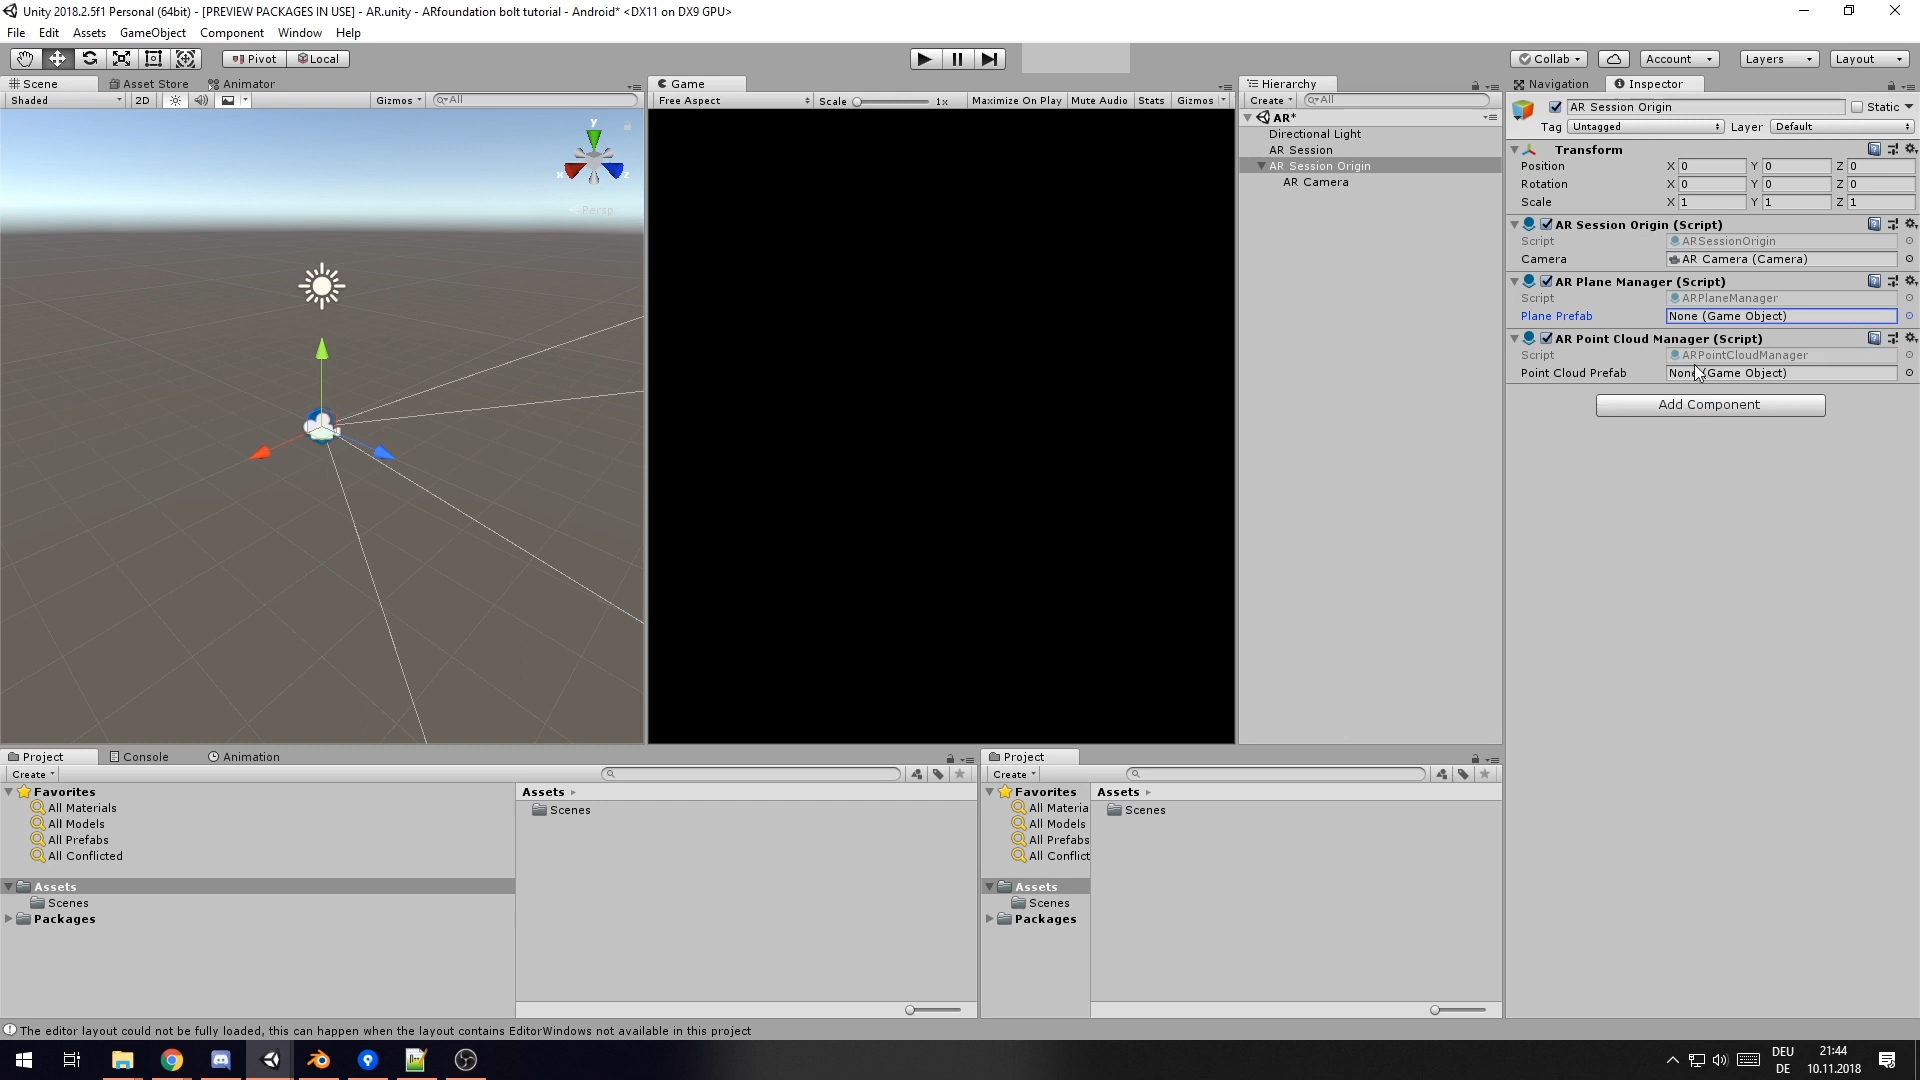 Unity 2018.2.5f1 Personal (64bit) - [PREVIEW PACKAGES IN USE] - AR.unity - ARfoundation bolt tutorial - Android* <DX11 on DX9 GPU>
File Edit Assets GameObject Component Window Help
Pivot Local
Collab Account Layers Layout
Scene Asset Store Animator
Shaded 2D Gizmos All
y
x
z
Persp
Game
Free Aspect Scale 1x Maximize On Play Mute Audio Stats Gizmos
Hierarchy
Create All
AR*
Directional Light
AR Session
AR Session Origin
AR Camera
Navigation Inspector
AR Session Origin Static
Tag Untagged Layer Default
Transform
Position X 0 Y 0 Z 0
Rotation X 0 Y 0 Z 0
Scale X 1 Y 1 Z 1
AR Session Origin (Script)
Script ARSessionOrigin
Camera AR Camera (Camera)
AR Plane Manager (Script)
Script ARPlaneManager
Plane Prefab None (Game Object)
AR Point Cloud Manager (Script)
Script ARPointCloudManager
Point Cloud Prefab None (Game Object)
Add Component
Project Console Animation
Create
Favorites
All Materials
All Models
All Prefabs
All Conflicted
Assets
Scenes
Packages
Assets
Scenes
Project
Create
Favorites
All Materia
All Models
All Prefabs
All Conflict
Assets
Scenes
Packages
Assets
Scenes
The editor layout could not be fully loaded, this can happen when the layout contains EditorWindows not available in this project
DEU
DE
21:44
10.11.2018